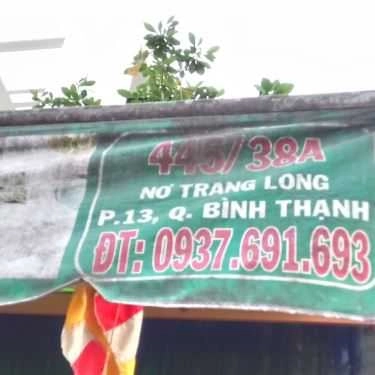 445/38A
NƠ TRANG LONG
P.13, Q. BÌNH THẠNH
ĐT: 0937.691.693